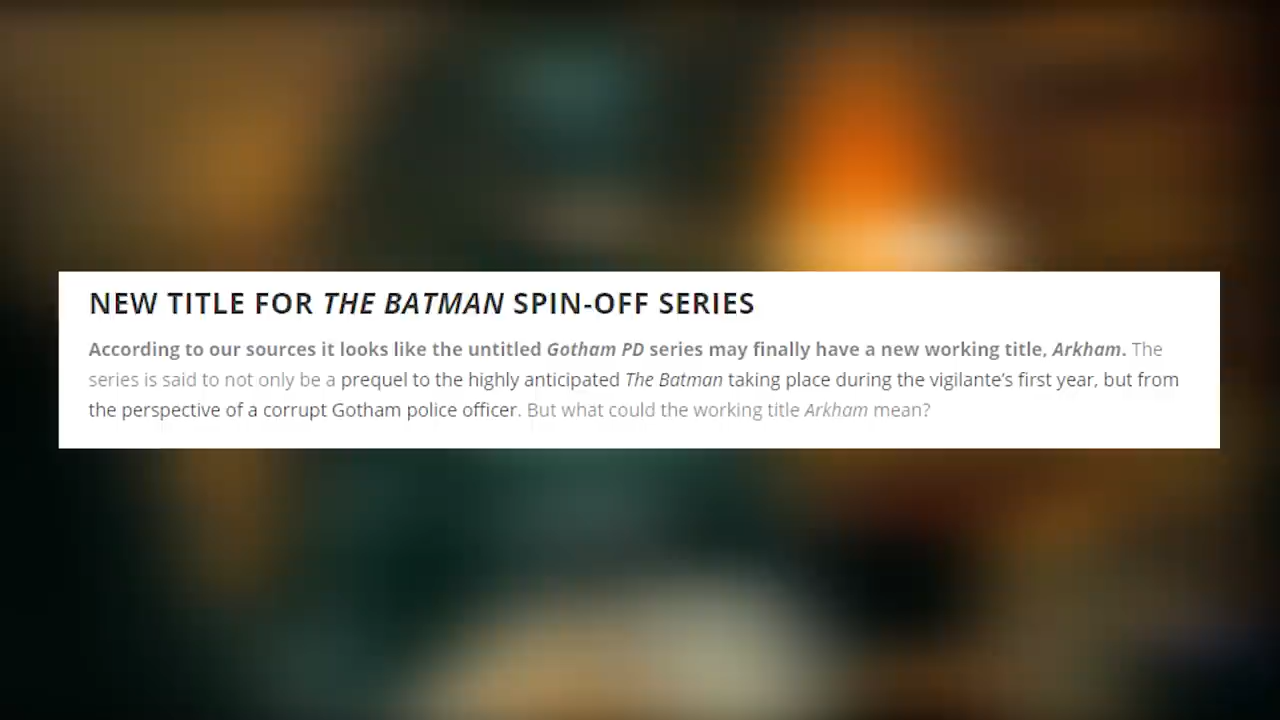 NEW TITLE FOR THE BATMAN SPIN-OFF SERIES
According to our sources it looks like the untitled Gotham PD series may finally have a new working title, Arkham. The
series is said to not only be a prequel to the highly anticipated The Batman taking place during the vigilante’s first year, but from
the perspective of a corrupt Gotham police officer. But what could the working title Arkham mean?